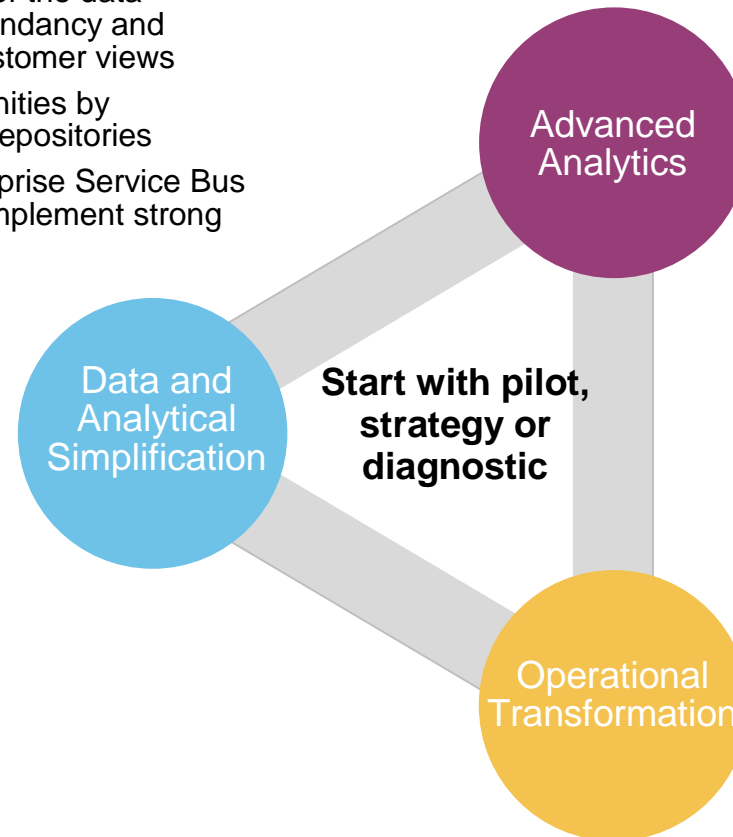 ndancy and
stomer views
nities by
epositories
prise Service Bus
mplement strong
Advanced
Analytics
Data and
Analytical
Simplification
Start with pilot,
strategy or
diagnostic
Operational
Transformation